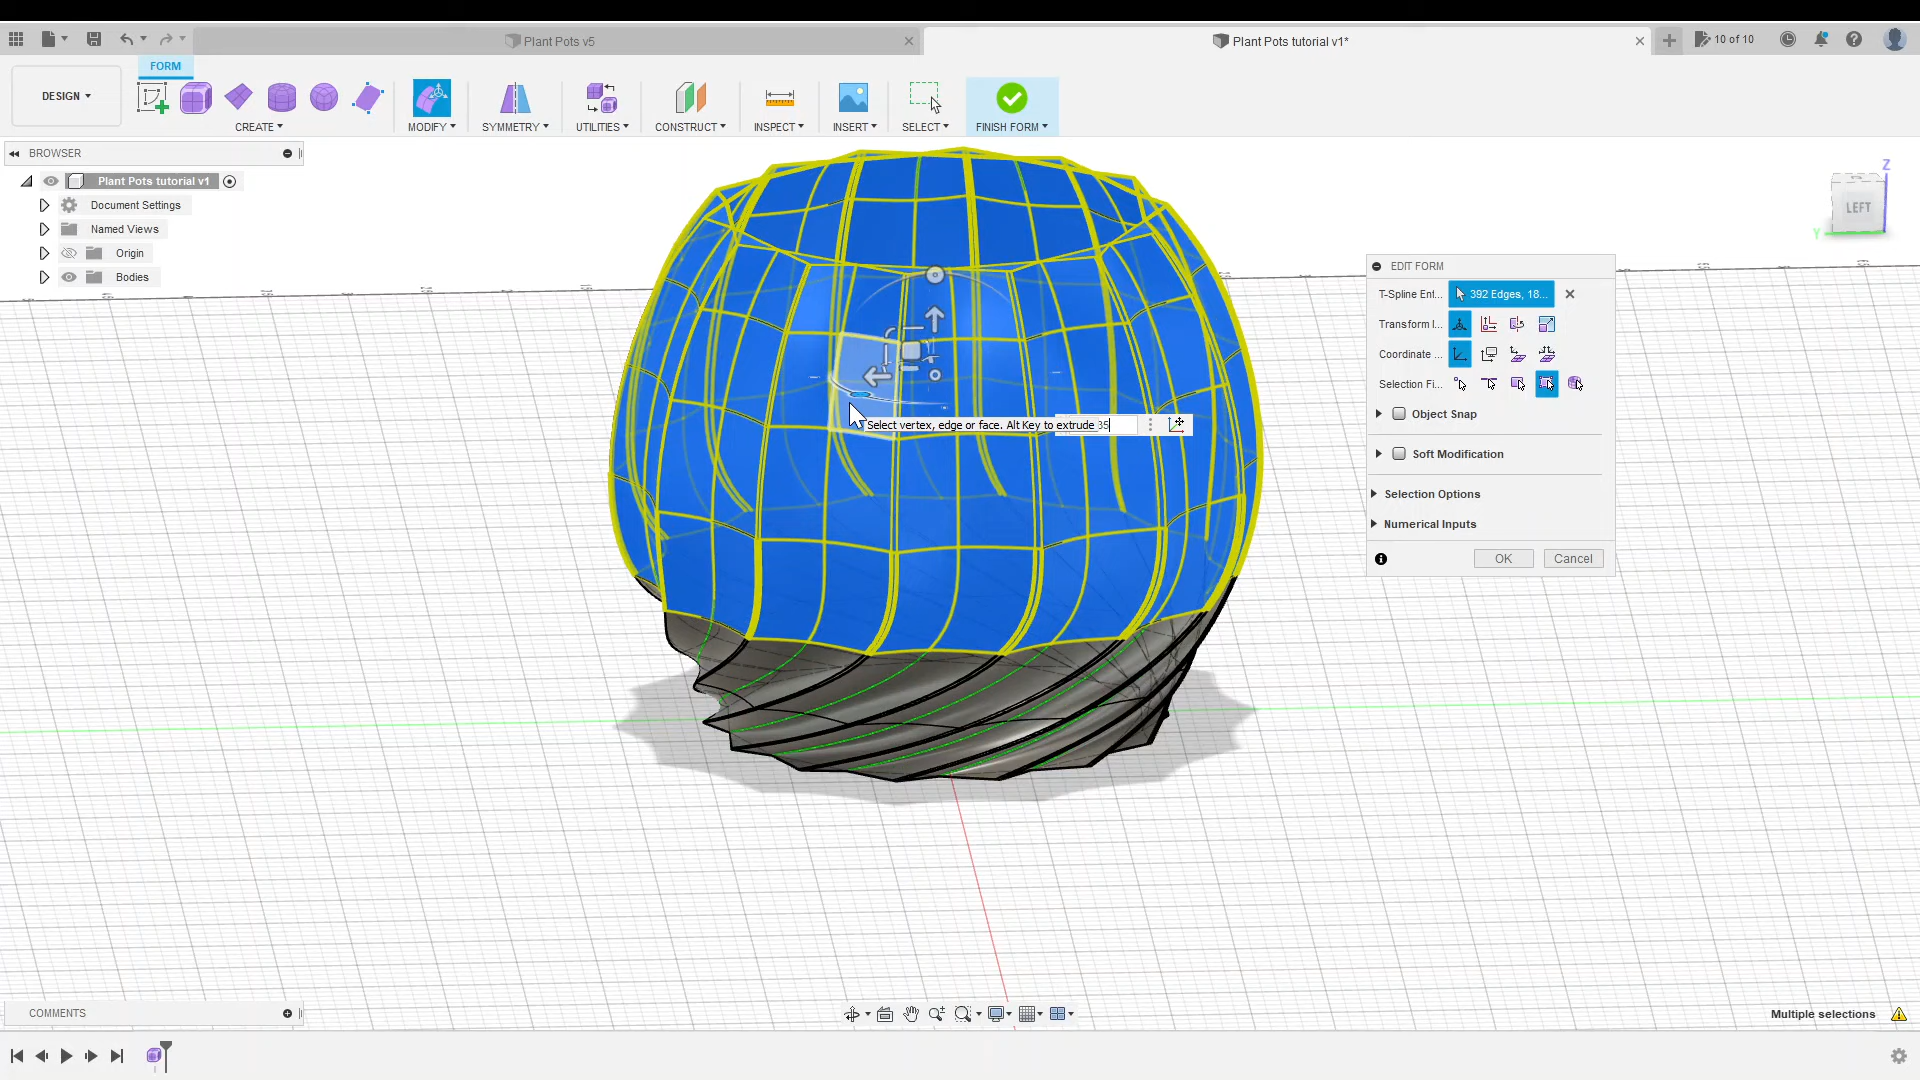 Plant Pots v5
Plant Pots tutorial v1*
10 of 10
FORM
DESIGN
CREATE
MODIFY
SYMMETRY
UTILITIES
CONSTRUCT
INSPECT
INSERT
SELECT
FINISH FORM
BROWSER
Plant Pots tutorial v1
Document Settings
Named Views
Origin
Bodies
Z
LEFT
Y
EDIT FORM
T-Spline Ent...
392 Edges, 18...
Transform I...
Coordinate ...
Selection Fi...
Object Snap
Soft Modification
Selection Options
Numerical Inputs
OK
Cancel
Select vertex, edge or face. Alt Key to extrude
35
COMMENTS
Multiple selections